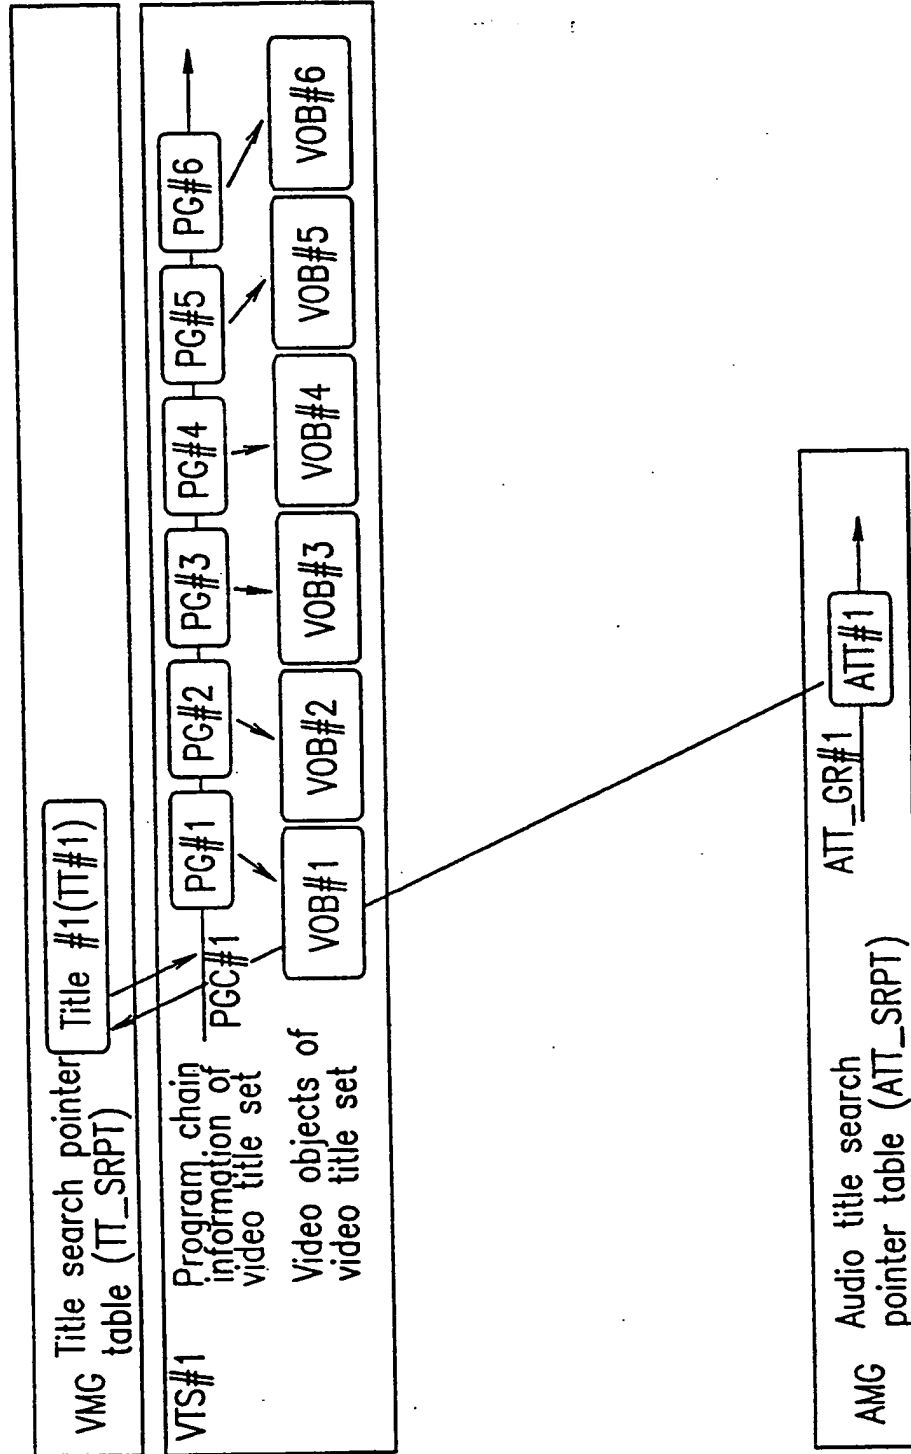 VMG
Title search pointer
table (TT_SRPT)
Title #1(TT#1)
VTS#1
Program chain
information of
video title set
PGC#1
PG#1
PG#2
PG#3
PG#4
PG#5
PG#6
Video objects of
video title set
VOB#1
VOB#2
VOB#3
VOB#4
VOB#5
VOB#6
AMG
Audio title search
pointer table (ATT_SRPT)
ATT_GR#1
ATT#1